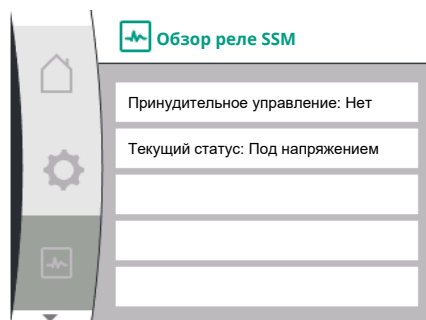 Обзор реле SSM
Принудительное управление: Нет
Текущий статус: Под напряжением